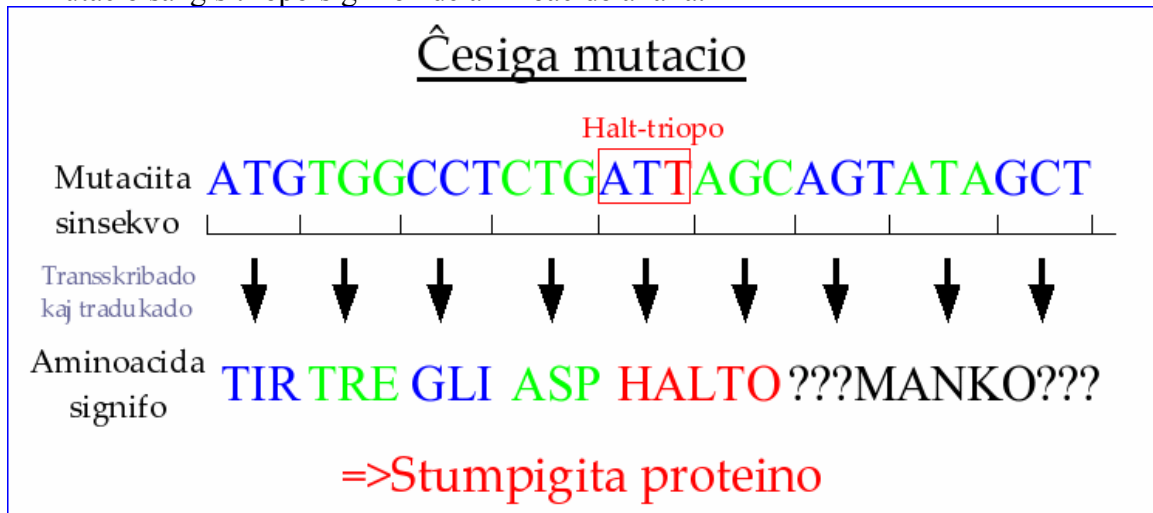 Ĉesiga mutacio
Halt-triopo
Mutaciita sinsekvo
ATGTGGCCTCTGATTAGCAGTATAGCT
Transskribado kaj tradukado
Aminoacida signifo
TIR TRE GLI ASP HALTO ???MANKO???
=>Stumpigita proteino